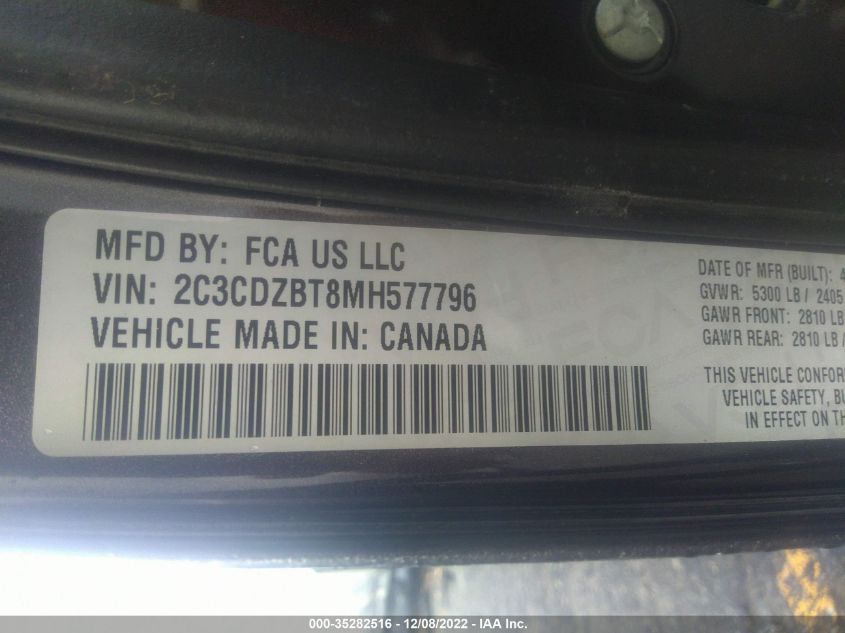 MFD BY: FCA US LLC
VIN: 2C3CDZBT8MH577796
VEHICLE MADE IN: CANADA
DATE OF MFR (BUILT): 4
GVWR: 5300 LB / 2405
GAWR FRONT: 2810 LB
GAWR REAR: 2810 LB /
THIS VEHICLE CONFOR
VEHICLE SAFETY, BU
IN EFFECT ON TH
000-35282516 - 12/08/2022 - IAA Inc.